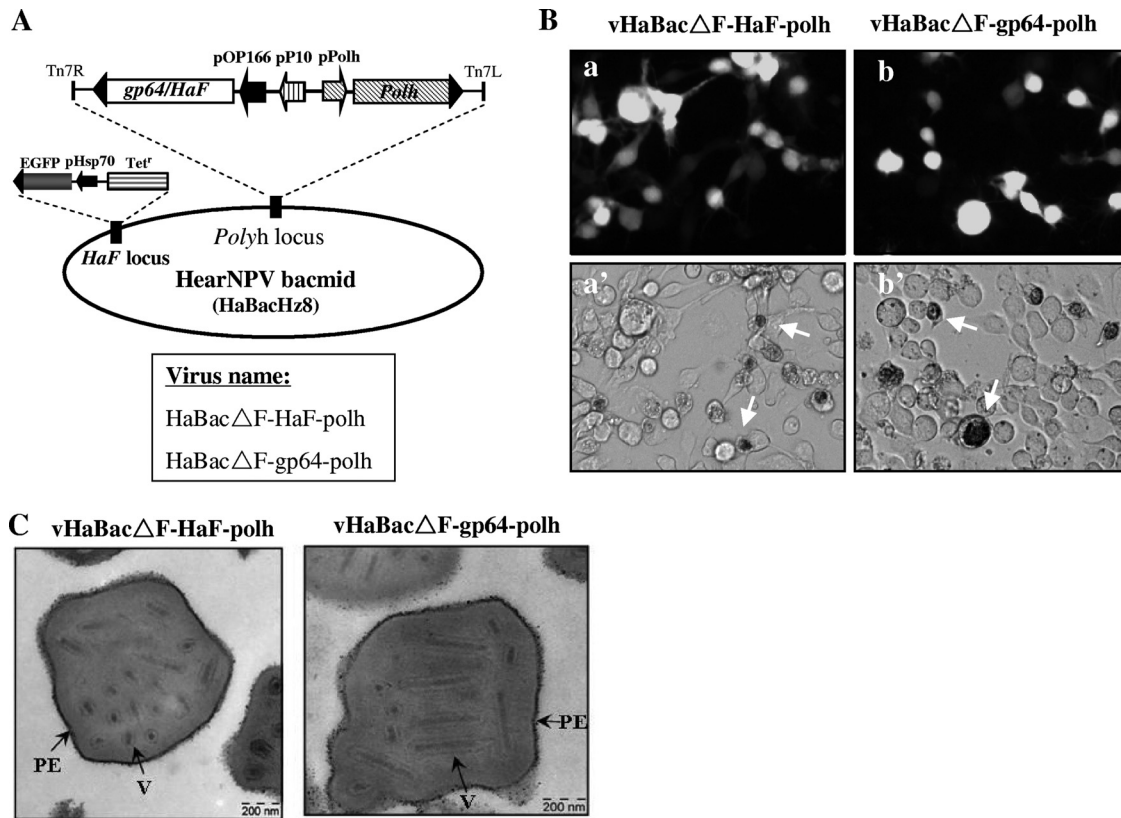 A
pOP166 pP10 pPolh
Tn7R
Tn7L
gp64/HaF
Polh
EGFP pHsp70 Tetʳ
HaF locus
Polyh locus
HearNPV bacmid
(HaBacHz8)
Virus name:
HaBac△F-HaF-polh
HaBac△F-gp64-polh
B
vHaBac△F-HaF-polh
vHaBac△F-gp64-polh
a
b
a'
b'
C
vHaBac△F-HaF-polh
vHaBac△F-gp64-polh
PE
V
200 nm
PE
V
200 nm